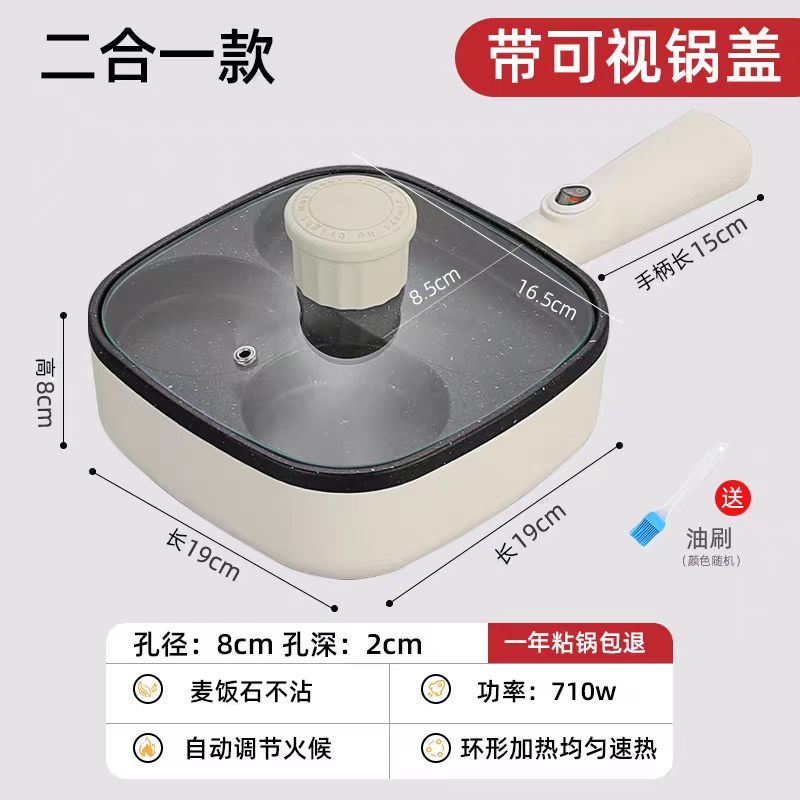 二合一款
带可视锅盖
手柄长15cm
8.5cm
16.5cm
高8cm
长19cm
长19cm
送
油刷
（颜色随机）
孔径：8cm 孔深：2cm
一年粘锅包退
麦饭石不沾
功率：710w
自动调节火候
环形加热均匀速热